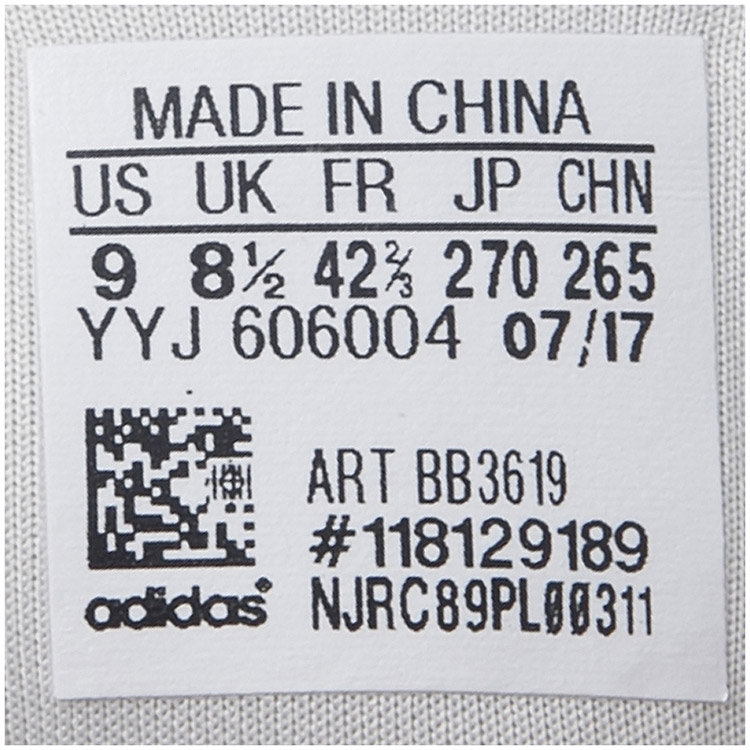 MADE IN CHINA
US UK FR JP CHN
9 8½ 42⅔ 270 265
YYJ 606004 07/17
ART BB3619
#118129189
adidas® NJRC89PL00311